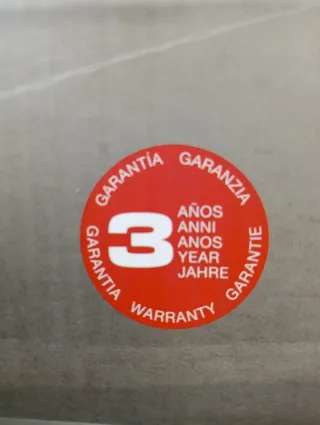 GARANTÍA GARANZIA
3
AÑOS
ANNI
ANOS
YEAR
JAHRE
GARANTIA WARRANTY GARANTIE